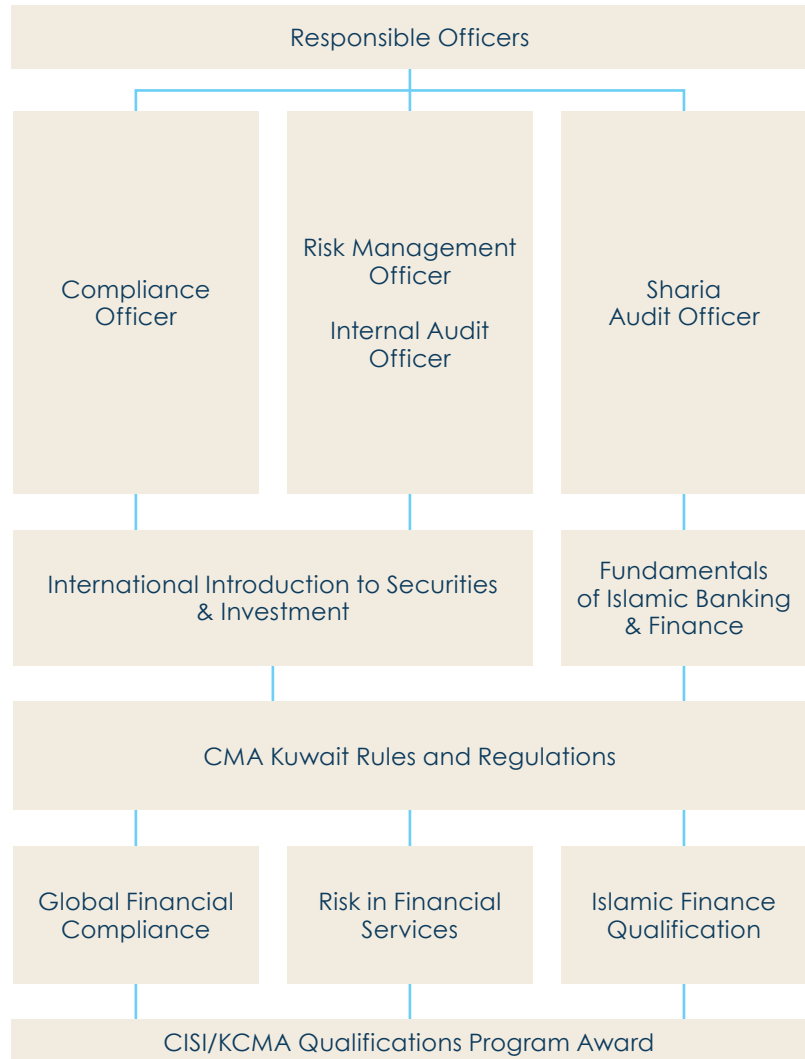 Responsible Officers
Compliance
Officer
Risk Management
Officer
Internal Audit
Officer
Sharia
Audit Officer
International Introduction to Securities
& Investment
Fundamentals
of Islamic Banking
& Finance
CMA Kuwait Rules and Regulations
Global Financial
Compliance
Risk in Financial
Services
Islamic Finance
Qualification
CISI/KCMA Qualifications Program Award